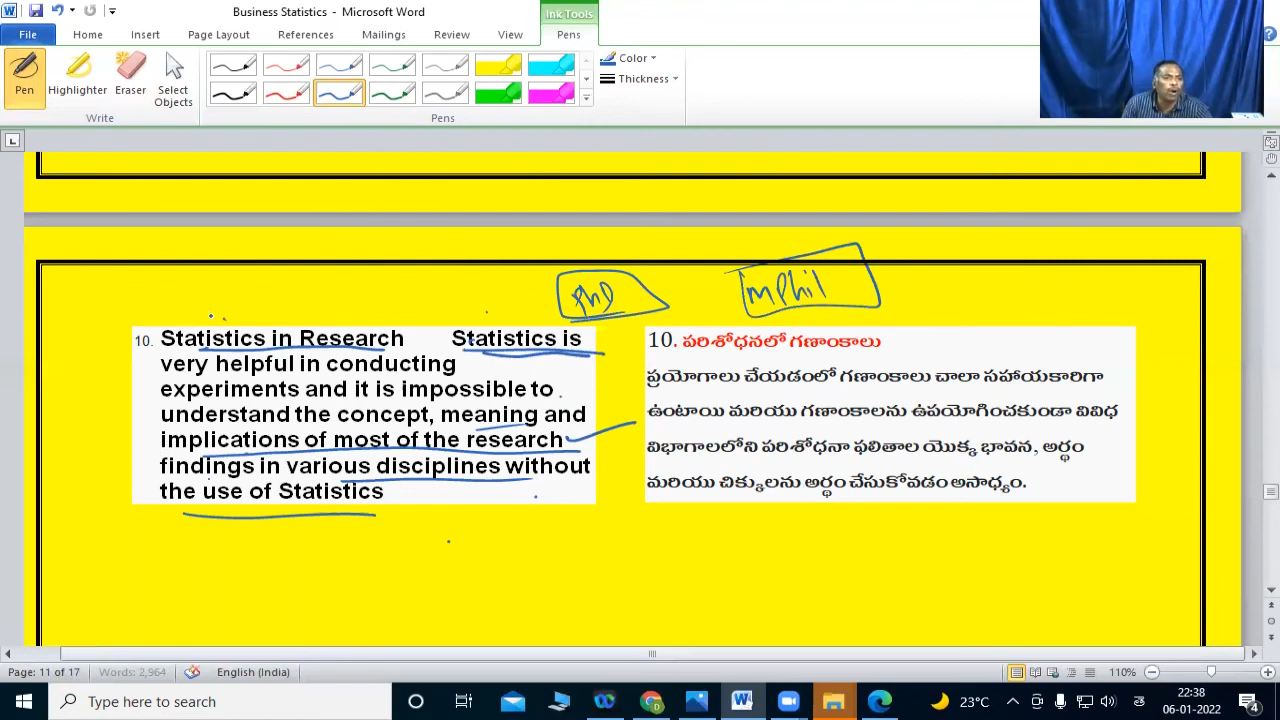 Business Statistics - Microsoft Word
Ink Tools
File Home Insert Page Layout References Mailings Review View Pens
Pen Highlighter Eraser Select Objects
Color
Thickness
Write
Pens
PhD
MPhil
10. Statistics in Research Statistics is
very helpful in conducting
experiments and it is impossible to
understand the concept, meaning and
implications of most of the research
findings in various disciplines without
the use of Statistics
10. పరిశోధనలో గణాంకాలు
ప్రయోగాలు చేయడంలో గణాంకాలు చాలా సహాయకారిగా
ఉంటాయి మరియు గణాంకాలను ఉపయోగించకుండా వివిధ
విభాగాలలోని పరిశోధనా ఫలితాల యొక్క భావన, అర్థం
మరియు చిక్కులను అర్థం చేసుకోవడం అసాధ్యం.
Page: 11 of 17 Words: 2,964 English (India) 110%
Type here to search
23°C
22:38
06-01-2022
4